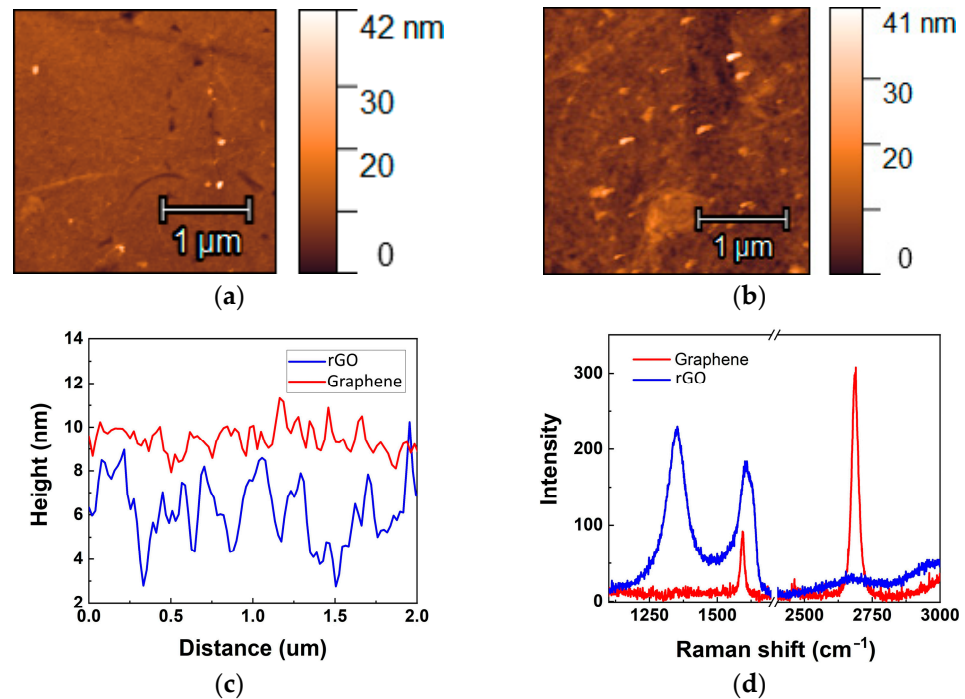 42 nm
30
20
0
1 µm
(a)
41 nm
30
20
0
1 µm
(b)
14
12
10
8
6
4
2
0.0 0.5 1.0 1.5 2.0
Height (nm)
Distance (um)
rGO
Graphene
(c)
300
200
100
0
1250 1500 2500 2750 3000
Intensity
Raman shift (cm⁻¹)
Graphene
rGO
(d)